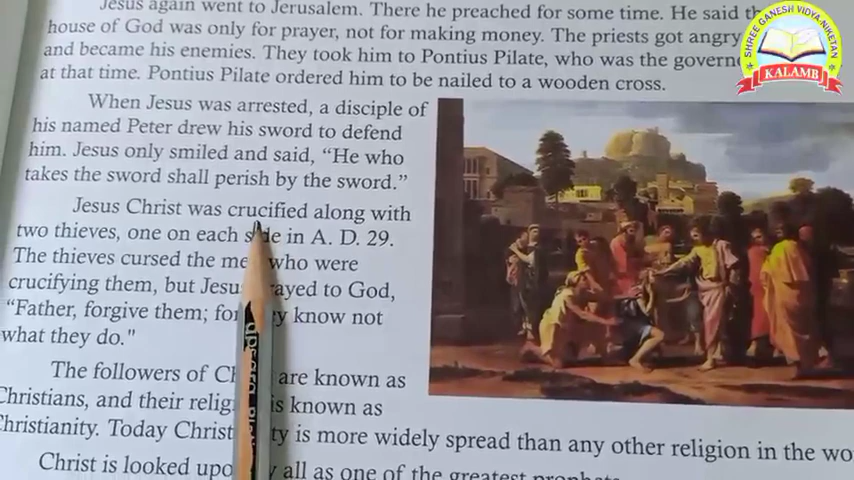 Jesus again went to Jerusalem. There he preached for some time. He said
house of God was only for prayer, not for making money. The priests got angry
and became his enemies. They took him to Pontius Pilate, who was the
at that time. Pontius Pilate ordered him to be nailed to a wooden cross.
When Jesus was arrested, a disciple of
his named Peter drew his sword to defend
him. Jesus only smiled and said, "He who
takes the sword shall perish by the sword."
Jesus Christ was crucified along with
two thieves, one on each side in A. D. 29.
The thieves cursed the who were
crucifying them, but to God,
"Father, forgive them; know not
what they do."
The followers of are known as
Christians, and their is known as
Christianity. Today is more widely spread than any other religion in the
Christ is looked all as one of the greatest prophets
SHREE GANESH VIDYA NIKETAN
KALAMB